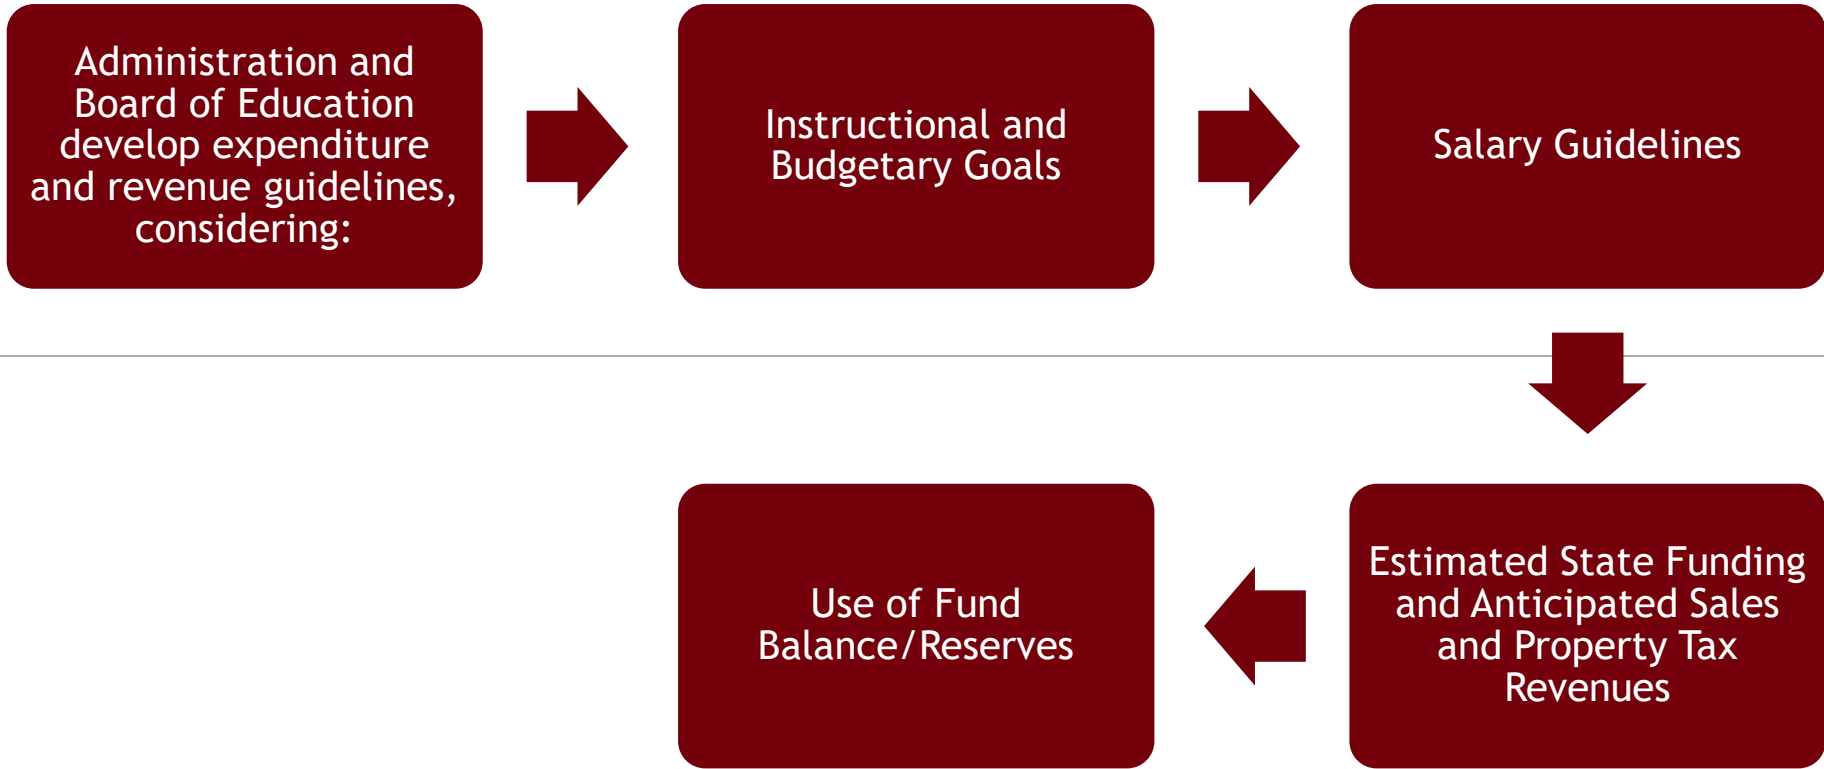 Administration and
Board of Education
develop expenditure
and revenue guidelines,
considering:
Instructional and
Budgetary Goals
Salary Guidelines
Estimated State Funding
and Anticipated Sales
and Property Tax
Revenues
Use of Fund
Balance/Reserves